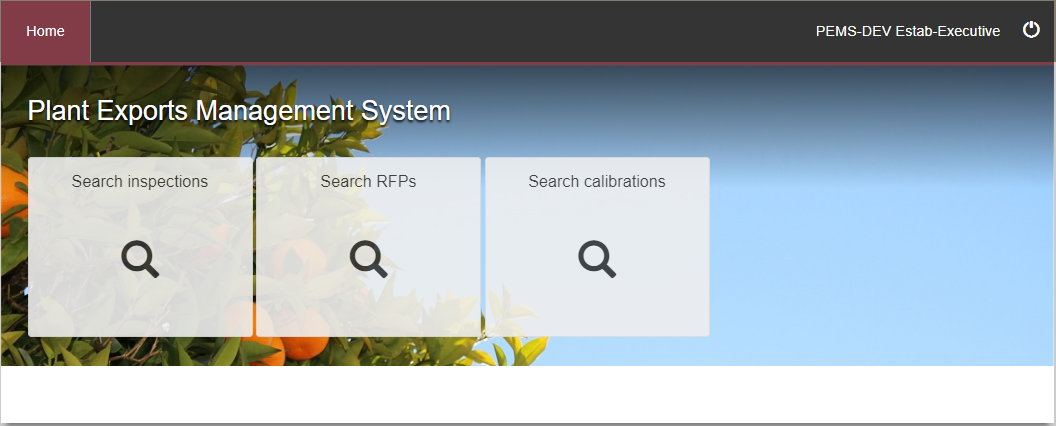 Home
PEMS-DEV Estab-Executive
Plant Exports Management System
Search inspections
Search RFPs
Search calibrations